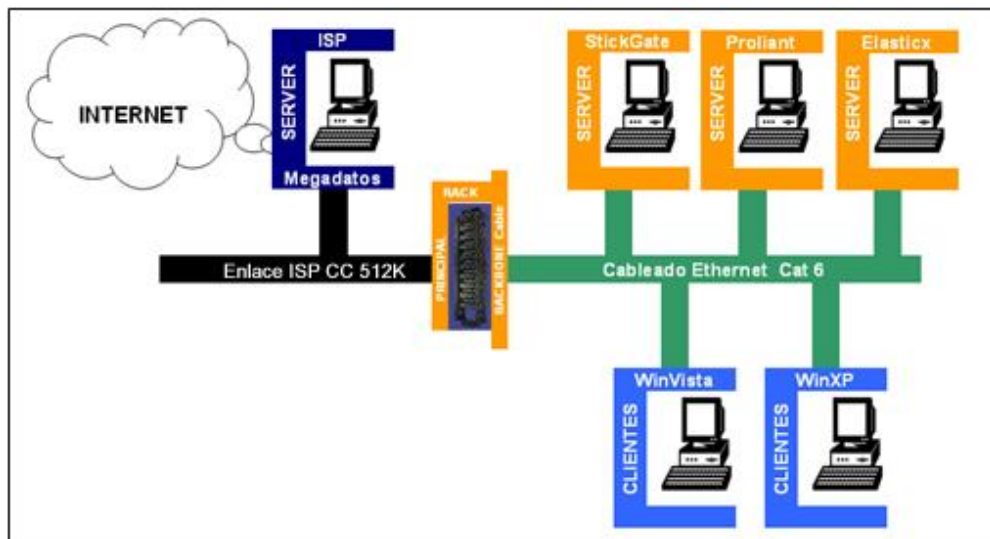 INTERNET
ISP
SERVER
Megadatos
StickGate
SERVER
Proliant
SERVER
Elasticx
SERVER
RACK
PRINCIPAL
BACKBONE Cable
Enlace ISP CC 512K
Cableado Ethernet Cat 6
WinVista
CLIENTES
WinXP
CLIENTES